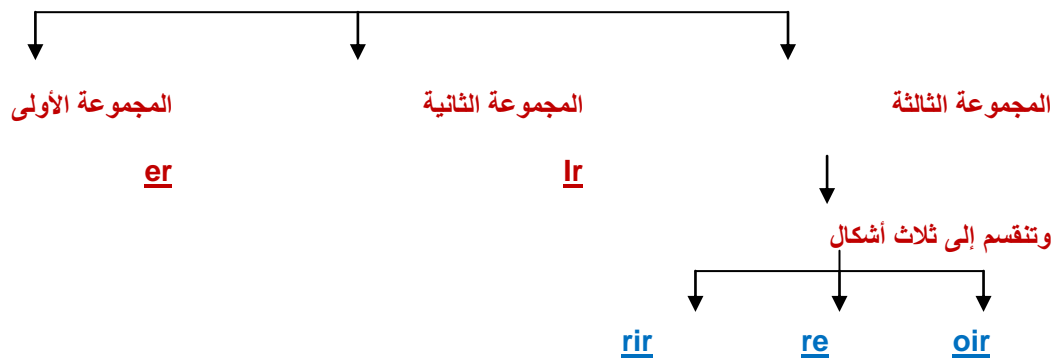 المجموعة الأولى المجموعة الثانية المجموعة الثالثة
er Ir
وتنقسم إلى ثلاث أشكال
rir re oir